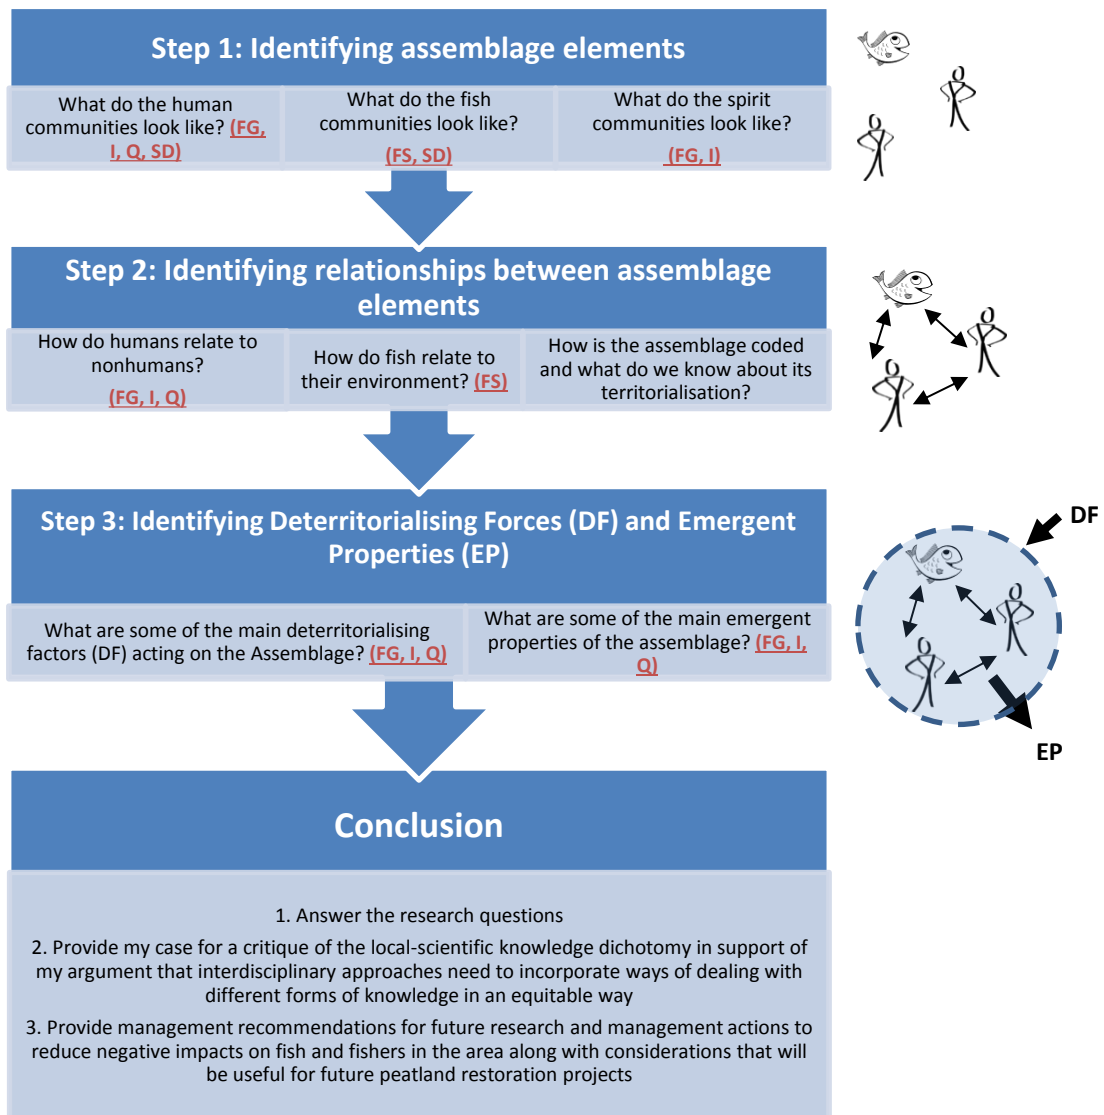 Step 1: Identifying assemblage elements
What do the human
communities look like? (FG,
I, Q, SD)
What do the fish
communities look like?
(FS, SD)
What do the spirit
communities look like?
(FG, I)
Step 2: Identifying relationships between assemblage
elements
How do humans relate to
nonhumans?
(FG, I, Q)
How do fish relate to
their environment? (FS)
How is the assemblage coded
and what do we know about its
territorialisation?
Step 3: Identifying Deterritorialising Forces (DF) and Emergent
Properties (EP)
What are some of the main deterritorialising
factors (DF) acting on the Assemblage? (FG, I, Q)
What are some of the main emergent
properties of the assemblage? (FG, I,
Q)
DF
EP
Conclusion
1. Answer the research questions
2. Provide my case for a critique of the local-scientific knowledge dichotomy in support of
my argument that interdisciplinary approaches need to incorporate ways of dealing with
different forms of knowledge in an equitable way
3. Provide management recommendations for future research and management actions to
reduce negative impacts on fish and fishers in the area along with considerations that will
be useful for future peatland restoration projects